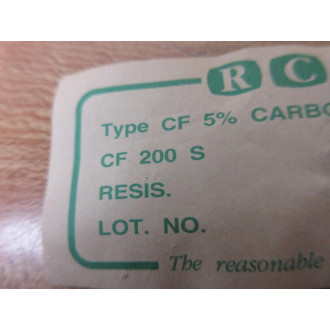 R C
Type CF 5% CARBO
CF 200 S
RESIS.
LOT. NO.
The reasonable